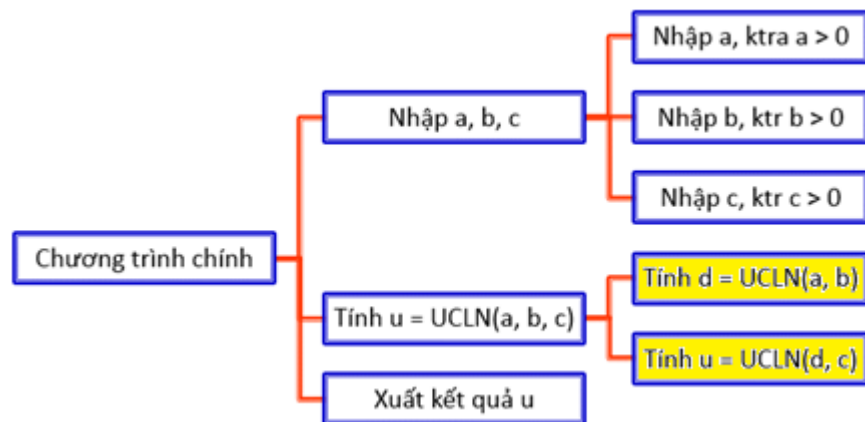 Chương trình chính
Nhập a, b, c
Nhập a, ktra a > 0
Nhập b, ktr b > 0
Nhập c, ktr c > 0
Tính u = UCLN(a, b, c)
Tính d = UCLN(a, b)
Tính u = UCLN(d, c)
Xuất kết quả u